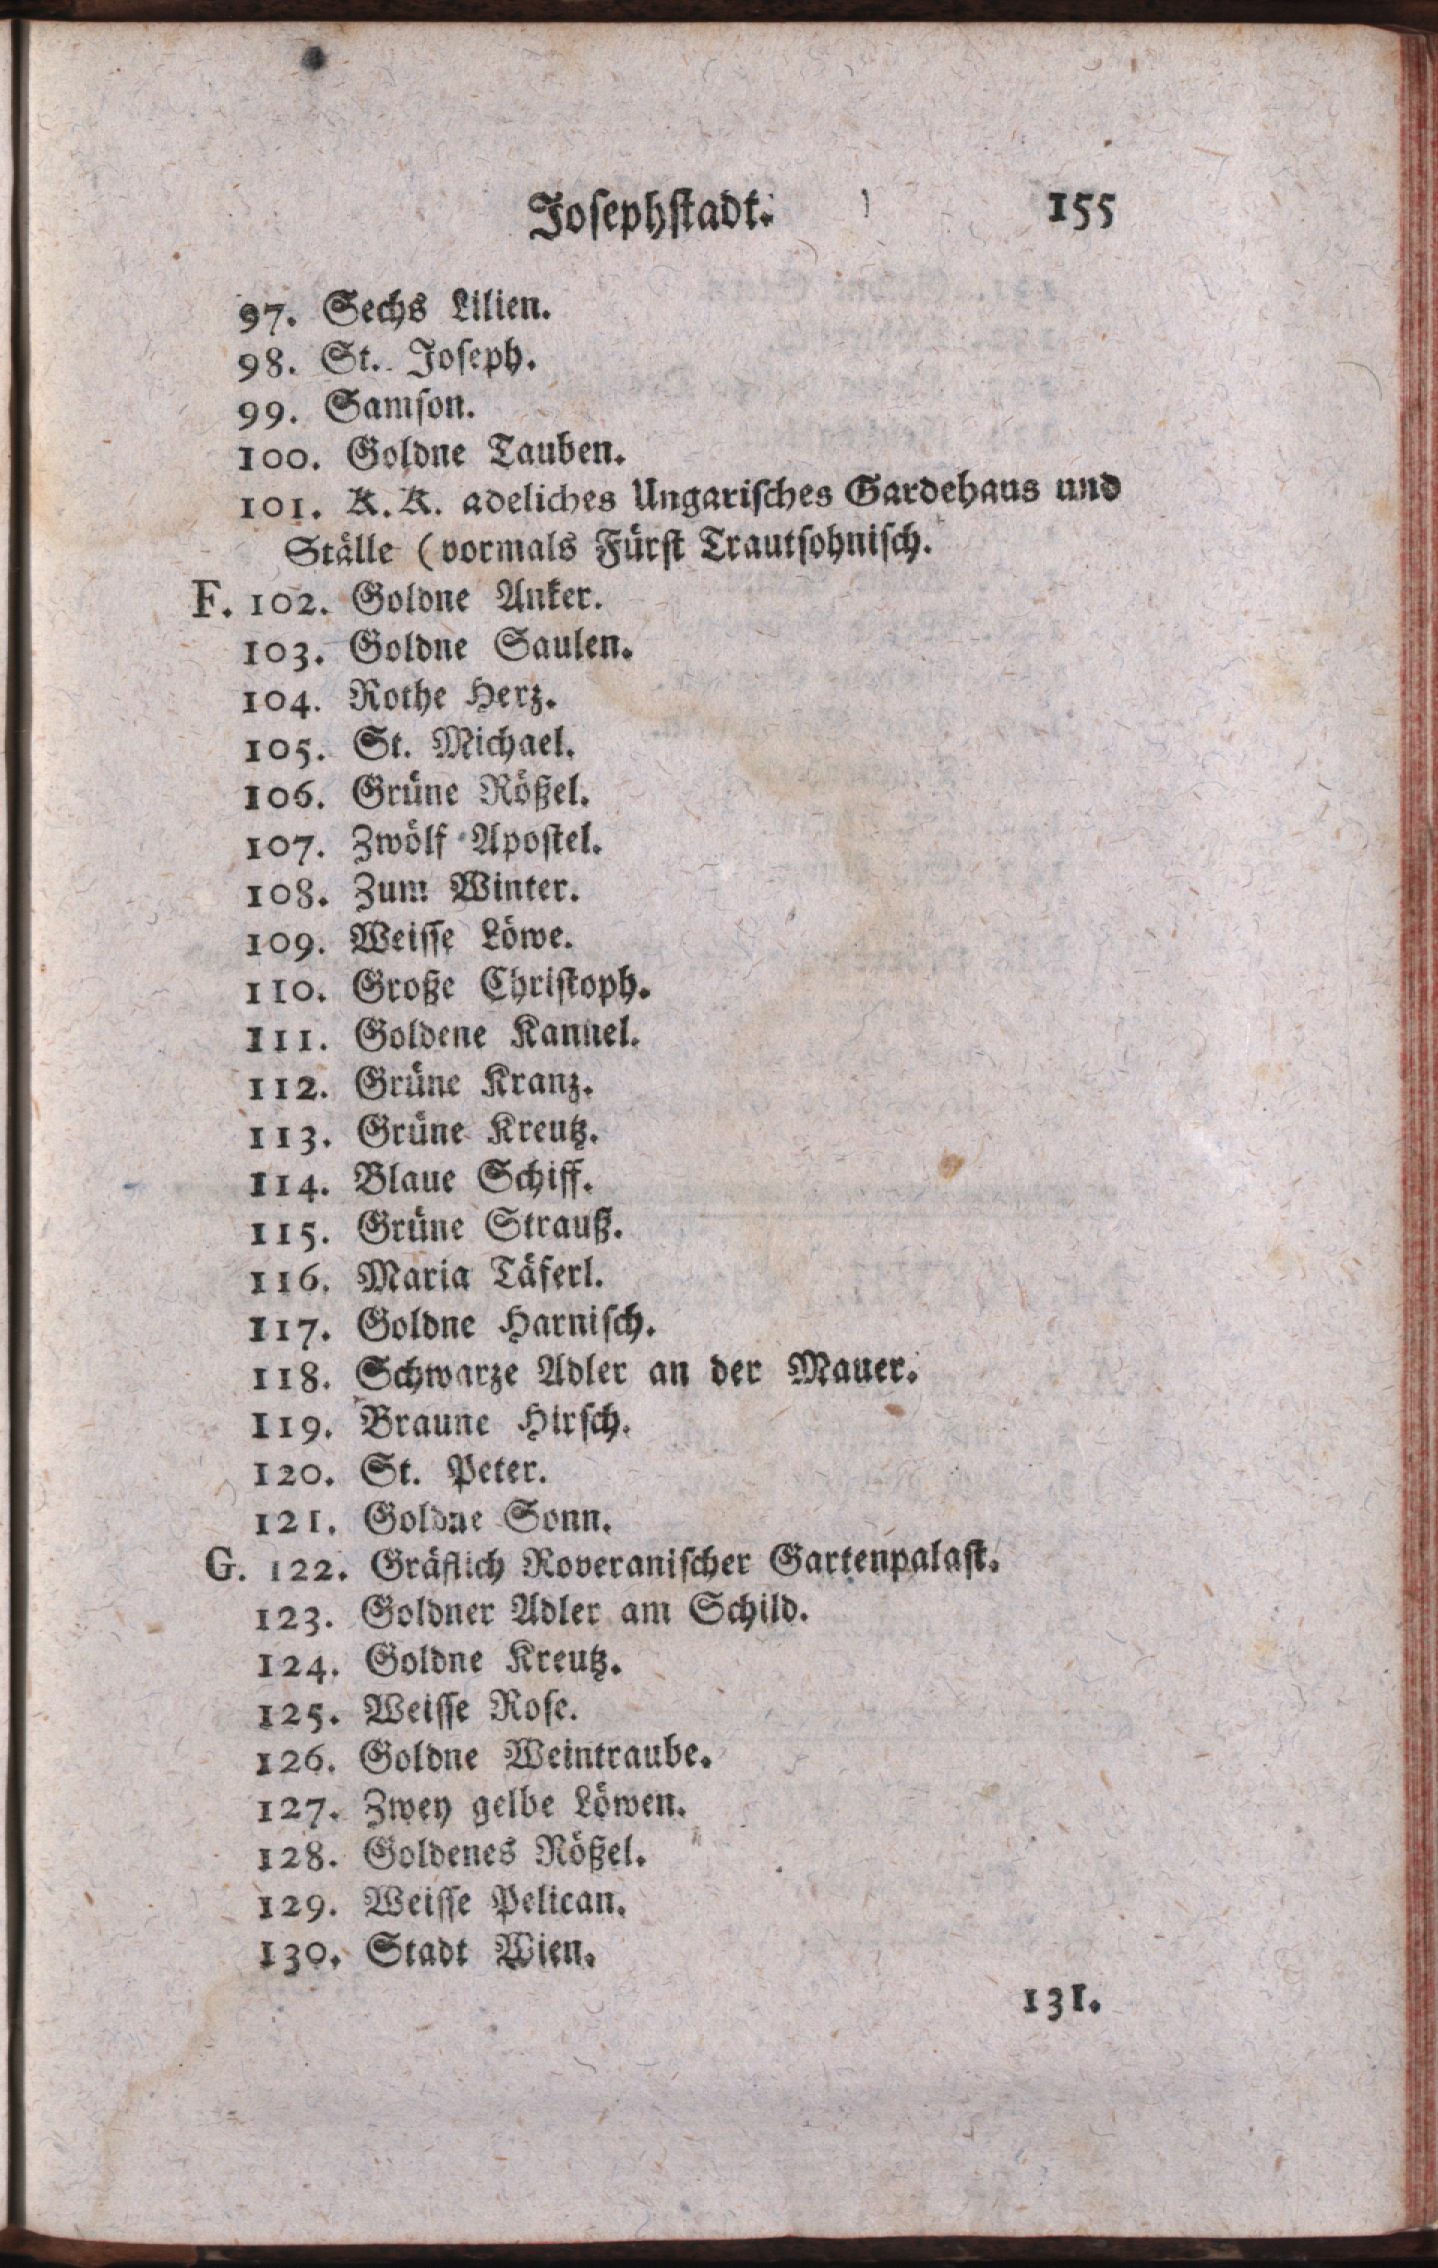 Josephstadt. 155
97. Sechs Lilien.
98. St. Joseph.
99. Samson.
100. Goldne Tauben.
101. K. K. adeliches Ungarisches Gardehaus und
Ställe (vormals Fürst Trautsohnisch.
F. 102. Goldne Anker.
103. Goldne Saulen.
104. Rothe Herz.
105. St. Michael.
106. Grüne Rößel.
107. Zwölf Apostel.
108. Zum Winter.
109. Weisse Löwe.
110. Große Christoph.
111. Goldene Kannel.
112. Grüne Kranz.
113. Grüne Kreutz.
114. Blaue Schiff.
115. Grüne Strauß.
116. Maria Täferl.
117. Goldne Harnisch.
118. Schwarze Adler an der Mauer.
119. Braune Hirsch.
120. St. Peter.
121. Goldne Sonn.
G. 122. Gräflich Roveranischer Gartenpalast.
123. Goldner Adler am Schild.
124. Goldne Kreutz.
125. Weisse Rose.
126. Goldne Weintraube.
127. Zwey gelbe Löwen.
128. Goldenes Rößel.
129. Weisse Pelican.
130. Stadt Wien.
131.